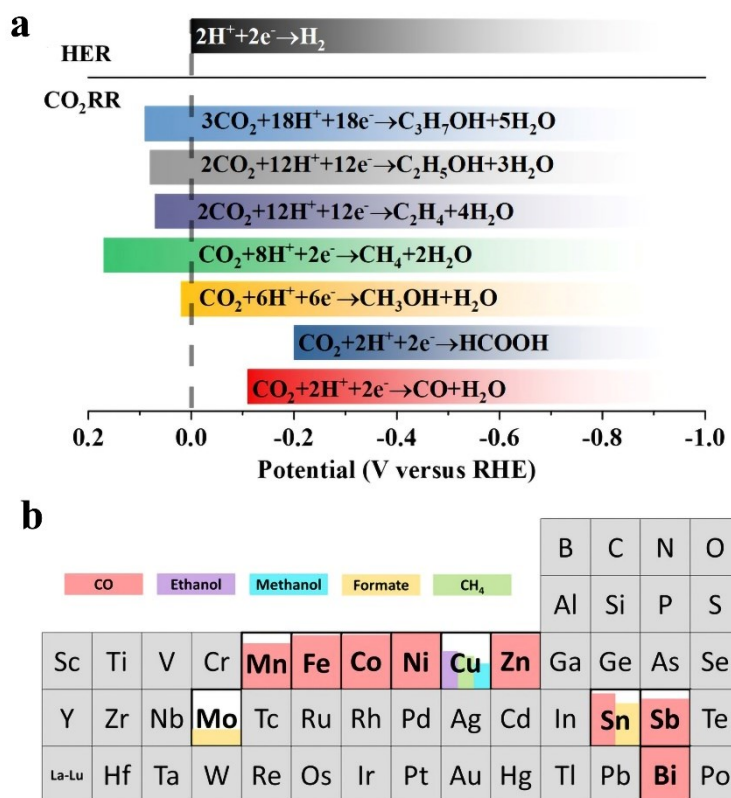 a
2H⁺+2e⁻→H₂
HER
CO₂RR
3CO₂+18H⁺+18e⁻→C₃H₇OH+5H₂O
2CO₂+12H⁺+12e⁻→C₂H₅OH+3H₂O
2CO₂+12H⁺+12e⁻→C₂H₄+4H₂O
CO₂+8H⁺+2e⁻→CH₄+2H₂O
CO₂+6H⁺+6e⁻→CH₃OH+H₂O
CO₂+2H⁺+2e⁻→HCOOH
CO₂+2H⁺+2e⁻→CO+H₂O
0.2 0.0 -0.2 -0.4 -0.6 -0.8 -1.0
Potential (V versus RHE)
b
B C N O
CO Ethanol Methanol Formate CH₄
Al Si P S
Sc Ti V Cr Mn Fe Co Ni Cu Zn Ga Ge As Se
Y Zr Nb Mo Tc Ru Rh Pd Ag Cd In Sn Sb Te
La-Lu Hf Ta W Re Os Ir Pt Au Hg Tl Pb Bi Po